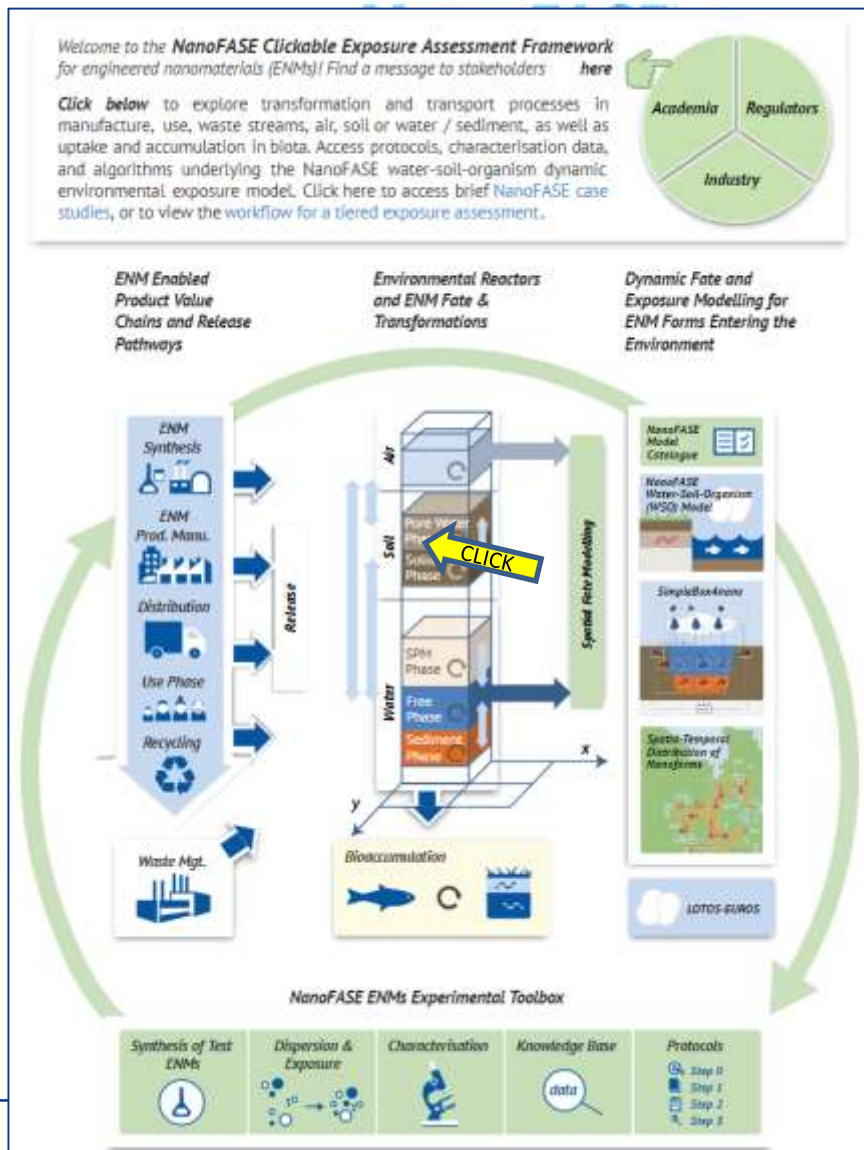 Welcome to the NanoFASE Clickable Exposure Assessment Framework
for engineered nanomaterials (ENMs)! Find a message to stakeholders here
Click below to explore transformation and transport processes in
manufacture, use, waste streams, air, soil or water / sediment, as well as
uptake and accumulation in biota. Access protocols, characterisation data,
and algorithms underlying the NanoFASE water-soil-organism dynamic
environmental exposure model. Click here to access brief NanoFASE case
studies, or to view the workflow for a tiered exposure assessment.
Academia
Regulators
Industry
ENM Enabled
Product Value
Chains and Release
Pathways
Environmental Reactors
and ENM Fate &
Transformations
Dynamic Fate and
Exposure Modelling for
ENM Forms Entering the
Environment
ENM
Synthesis
ENM
Prod. Manu.
Distribution
Use Phase
Recycling
Waste Mgt.
Release
Air
Soil
Water
Pore Water
Phase
CLICK
SPM
Phase
Free
Phase
Sediment
Phase
x
y
Spatial Fate Modelling
Bioaccumulation
NanoFASE
Model
Catalogue
NanoFASE
Water-Soil-Organism
(WSO) Model
SimpleBox4nano
Spatio-Temporal
Distribution of
Nanoforms
LOTOS-EUROS
NanoFASE ENMs Experimental Toolbox
Synthesis of Test
ENMs
Dispersion &
Exposure
Characterisation
Knowledge Base
data
Protocols
Step 0
Step 1
Step 2
Step 3